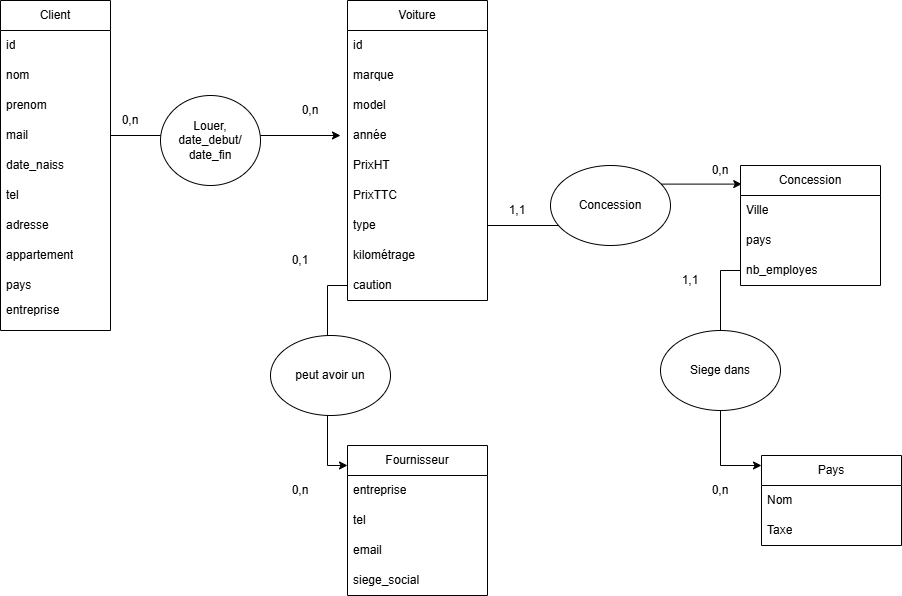 Client
id
nom
prenom
mail
date_naiss
tel
adresse
appartement
pays
entreprise
0,n
Louer,
date_debut/
date_fin
0,n
Voiture
id
marque
model
année
PrixHT
PrixTTC
type
kilométrage
caution
1,1
Concession
0,n
Concession
Ville
pays
nb_employes
0,1
peut avoir un
0,n
Fournisseur
entreprise
tel
email
siege_social
1,1
Siege dans
0,n
Pays
Nom
Taxe